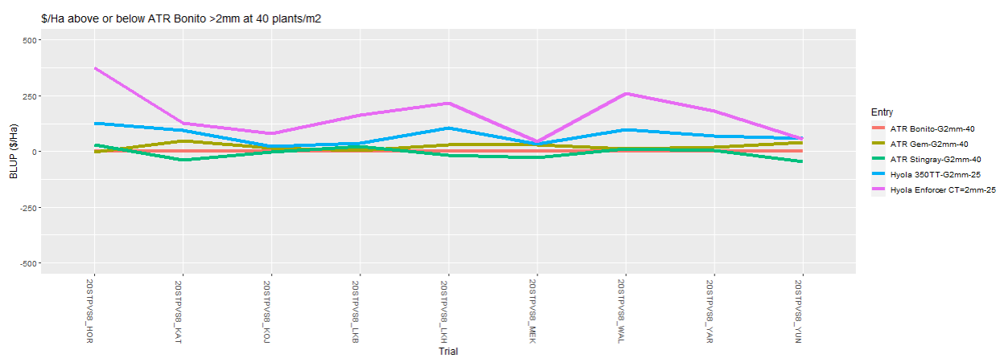 $/Ha above or below ATR Bonito >2mm at 40 plants/m2
500
250
0
-250
-500
BLUP ($/Ha)
20STPVS8_HOR
20STPVS8_KAT
20STPVS8_KOJ
20STPVS8_LKB
20STPVS8_LKH
20STPVS8_MEK
20STPVS8_WAL
20STPVS8_YAR
20STPVS8_YUN
Trial
Entry
ATR Bonito-G2mm-40
ATR Gem-G2mm-40
ATR Stingray-G2mm-40
Hyola 350TT-G2mm-25
Hyola Enforcer CT=2mm-25